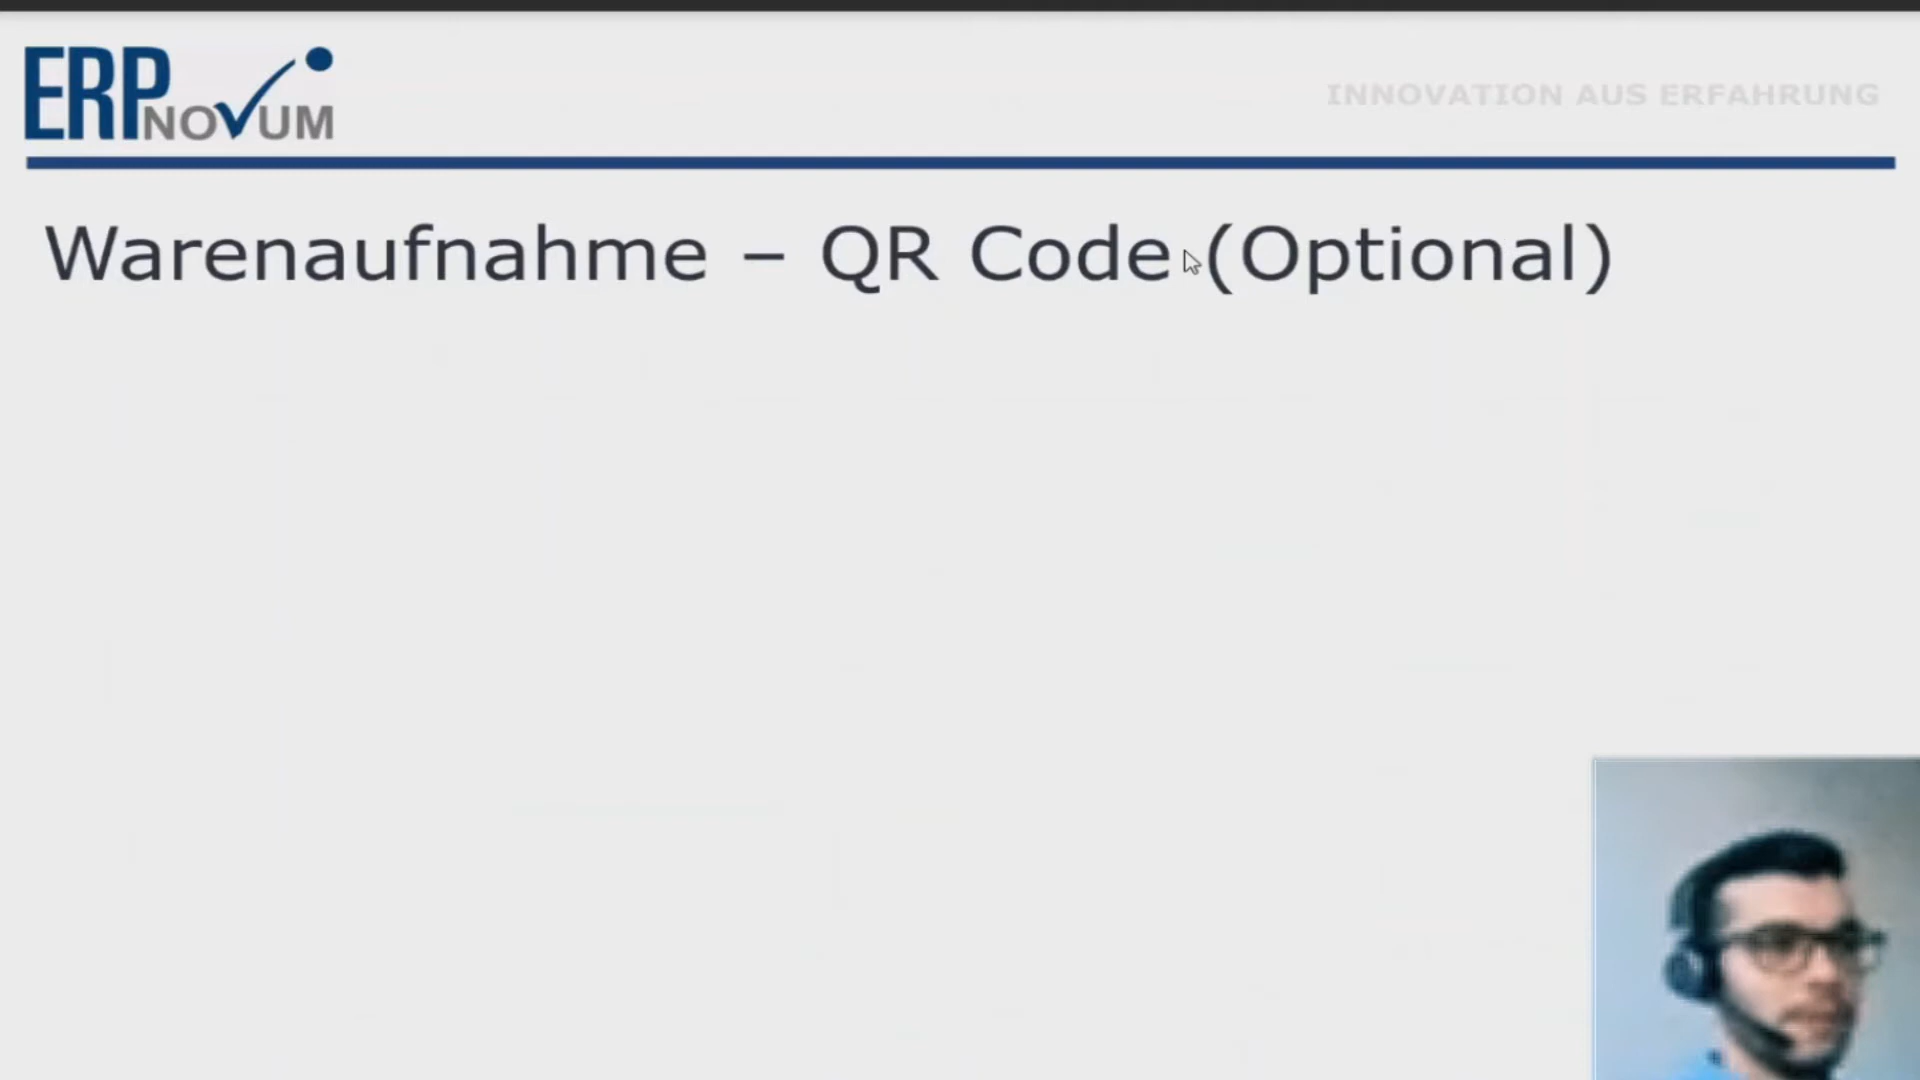 ERP NOVUM
INNOVATION AUS ERFAHRUNG
Warenaufnahme – QR Code (Optional)